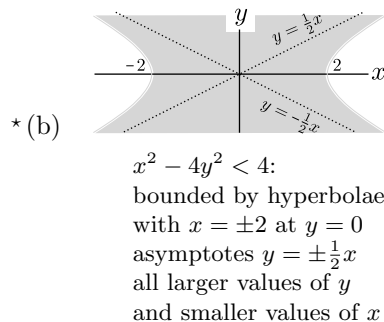 y
y = ½x
−2
2
x
y = −½x
⋆ (b)
x² − 4y² < 4:
bounded by hyperbolae
with x = ±2 at y = 0
asymptotes y = ±½x
all larger values of y
and smaller values of x